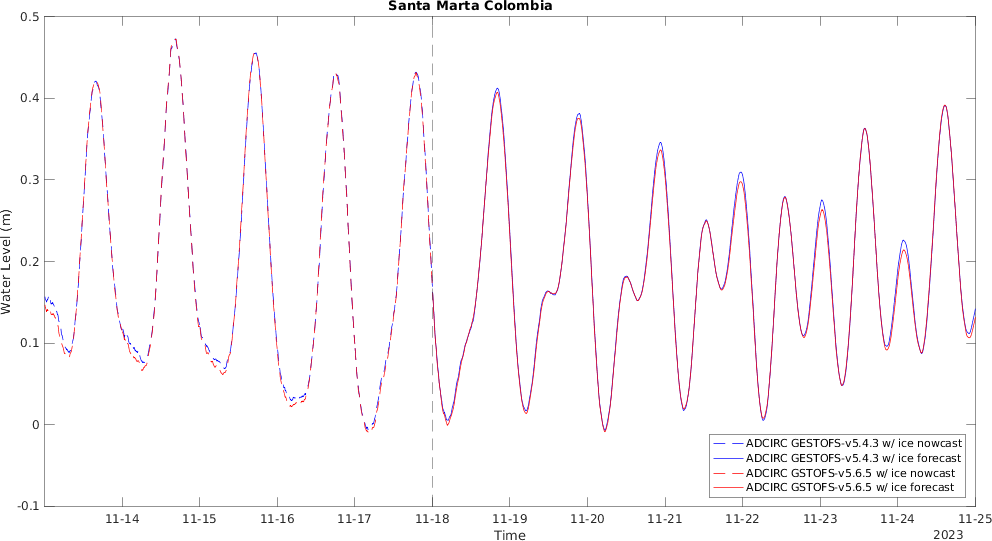 Santa Marta Colombia
Water Level (m)
0.5
0.4
0.3
0.2
0.1
0
-0.1
11-14 11-15 11-16 11-17 11-18 11-19 11-20 11-21 11-22 11-23 11-24 11-25
Time
2023
ADCIRC GESTOFS-v5.4.3 w/ ice nowcast
ADCIRC GESTOFS-v5.4.3 w/ ice forecast
ADCIRC GSTOFS-v5.6.5 w/ ice nowcast
ADCIRC GSTOFS-v5.6.5 w/ ice forecast